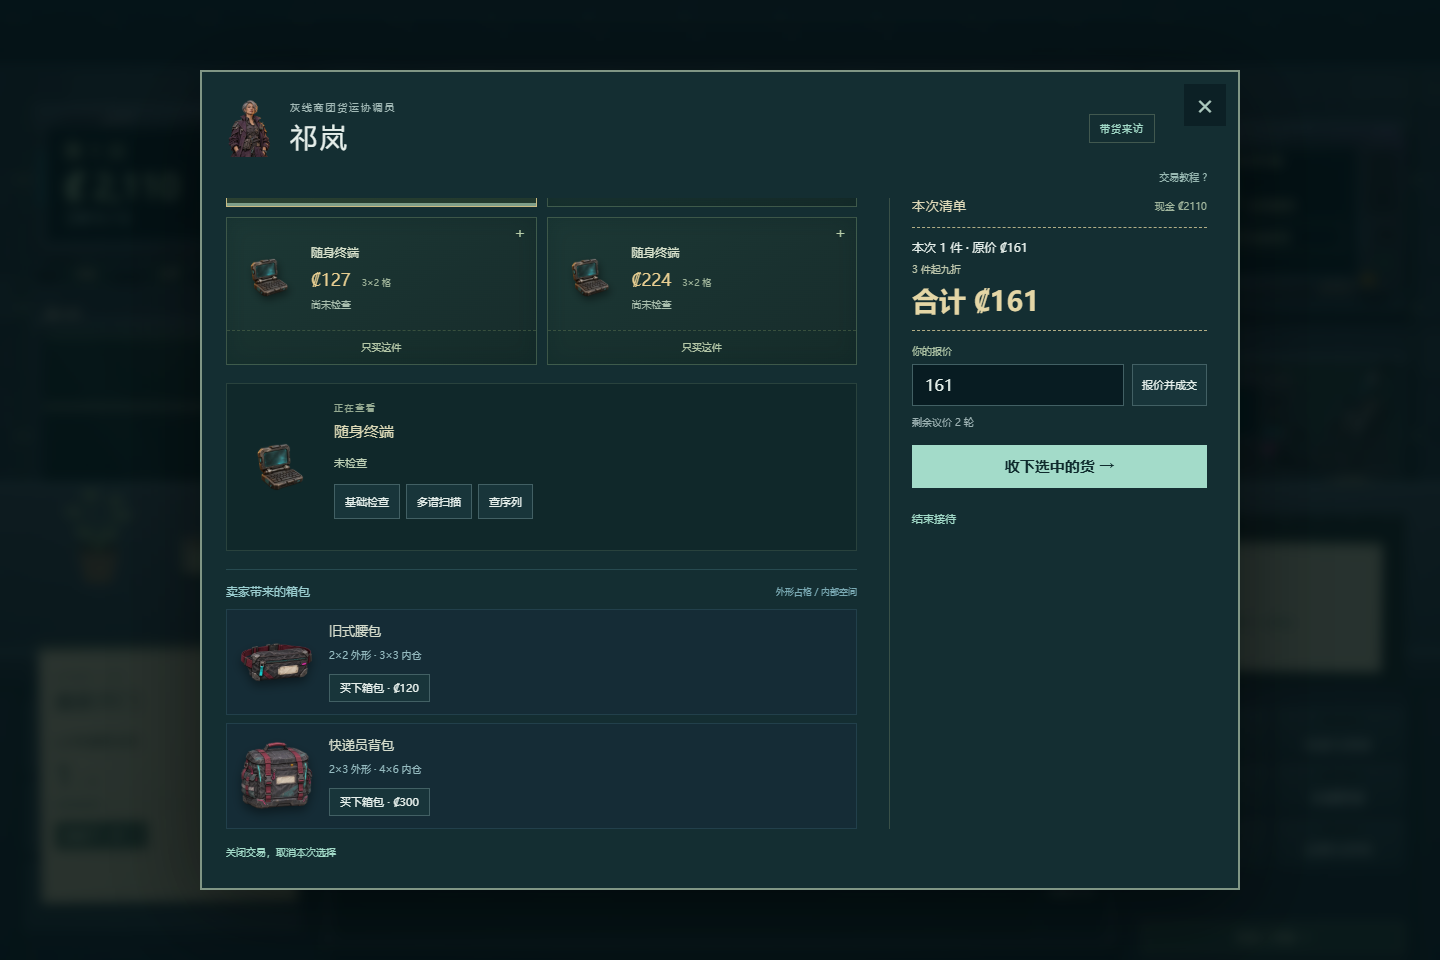 灰线商团货运协调员
祁岚
带货来访
×
交易教程 ?
+
随身终端
₡127 3×2 格
尚未检查
只买这件
+
随身终端
₡224 3×2 格
尚未检查
只买这件
正在查看
随身终端
未检查
基础检查 多谱扫描 查序列
卖家带来的箱包 外形占格 / 内部空间
旧式腰包
2×2 外形 · 3×3 内仓
买下箱包 · ₡120
快递员背包
2×3 外形 · 4×6 内仓
买下箱包 · ₡300
关闭交易，取消本次选择
本次清单 现金 ₡2110
本次 1 件 · 原价 ₡161
3 件起九折
合计 ₡161
你的报价
161 报价并成交
剩余议价 2 轮
收下选中的货 →
结束接待